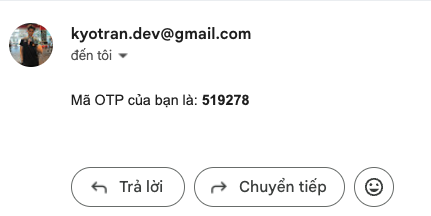 kyotran.dev@gmail.com
đến tôi
Mã OTP của bạn là: 519278
Trả lời
Chuyển tiếp